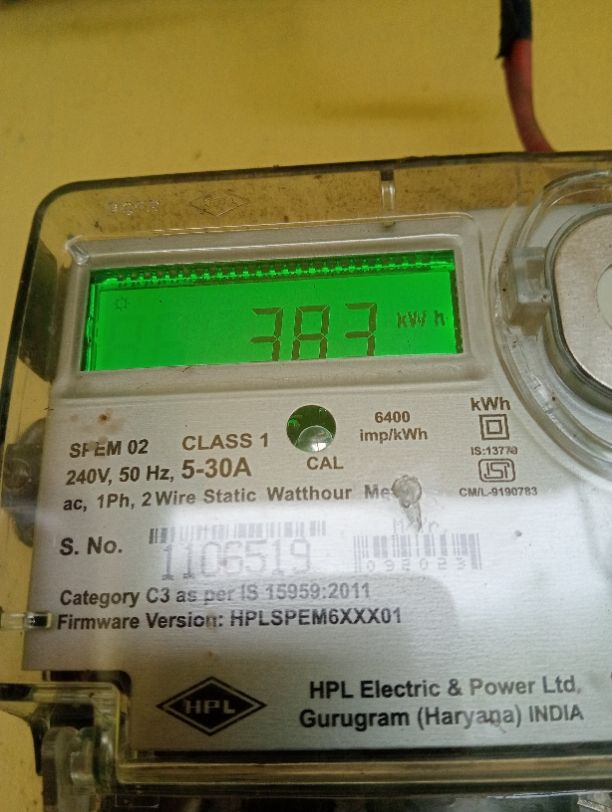 383 kWh
SPEM 02 CLASS 1
CAL
6400
imp/kWh
kWh
IS:13779
CM/L-9190783
240V, 50 Hz, 5-30A
ac, 1Ph, 2 Wire Static Watthour
S. No. 1106519
092023
Category C3 as per IS 15959:2011
Firmware Version: HPLSPEM6XXX01
HPL
HPL Electric & Power Ltd.
Gurugram (Haryana) INDIA